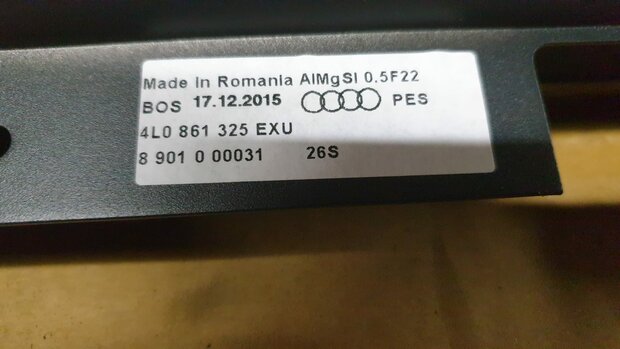 Made In Romania AlMgSI 0.5F22
BOS 17.12.2015 PES
4L0 861 325 EXU
8 901 0 00031 26S